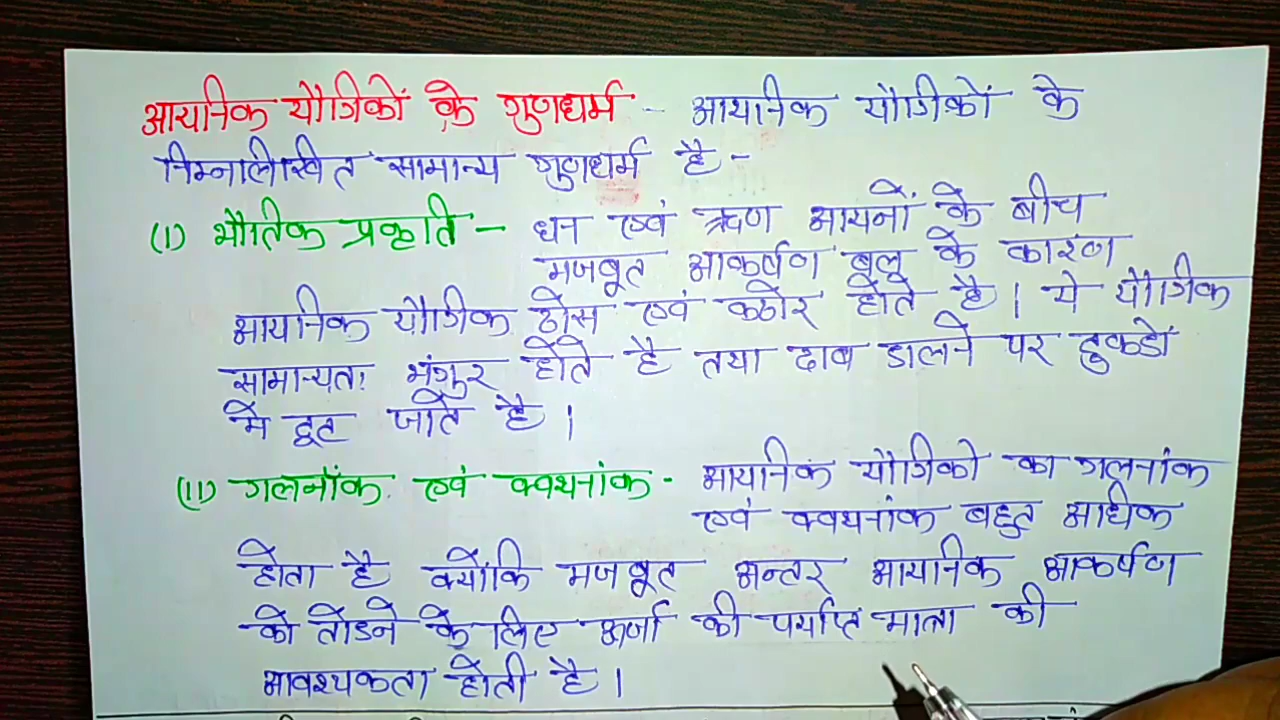 आयनिक यौगिकों के गुणधर्म - आयनिक यौगिकों के
निम्नलिखित सामान्य गुणधर्म है -
(I) भौतिक प्रकृति - धन एवं ऋण आयनों के बीच
मजबूत आकर्षण बल के कारण
आयनिक यौगिक ठोस एवं कठोर होते है। ये यौगिक
सामान्यतः भंगुर होते है तथा दाब डालने पर टुकडों
मे टूट जाते है।
(II) गलनांक एवं क्वथनांक - आयनिक यौगिको का गलनांक
एवं क्वथनांक बहुत अधिक
होता है क्योंकि मजबूत अन्तर आयनिक आकर्षण
को तोडने के लिए ऊर्जा की पर्याप्त मात्रा की
आवश्यकता होती है।